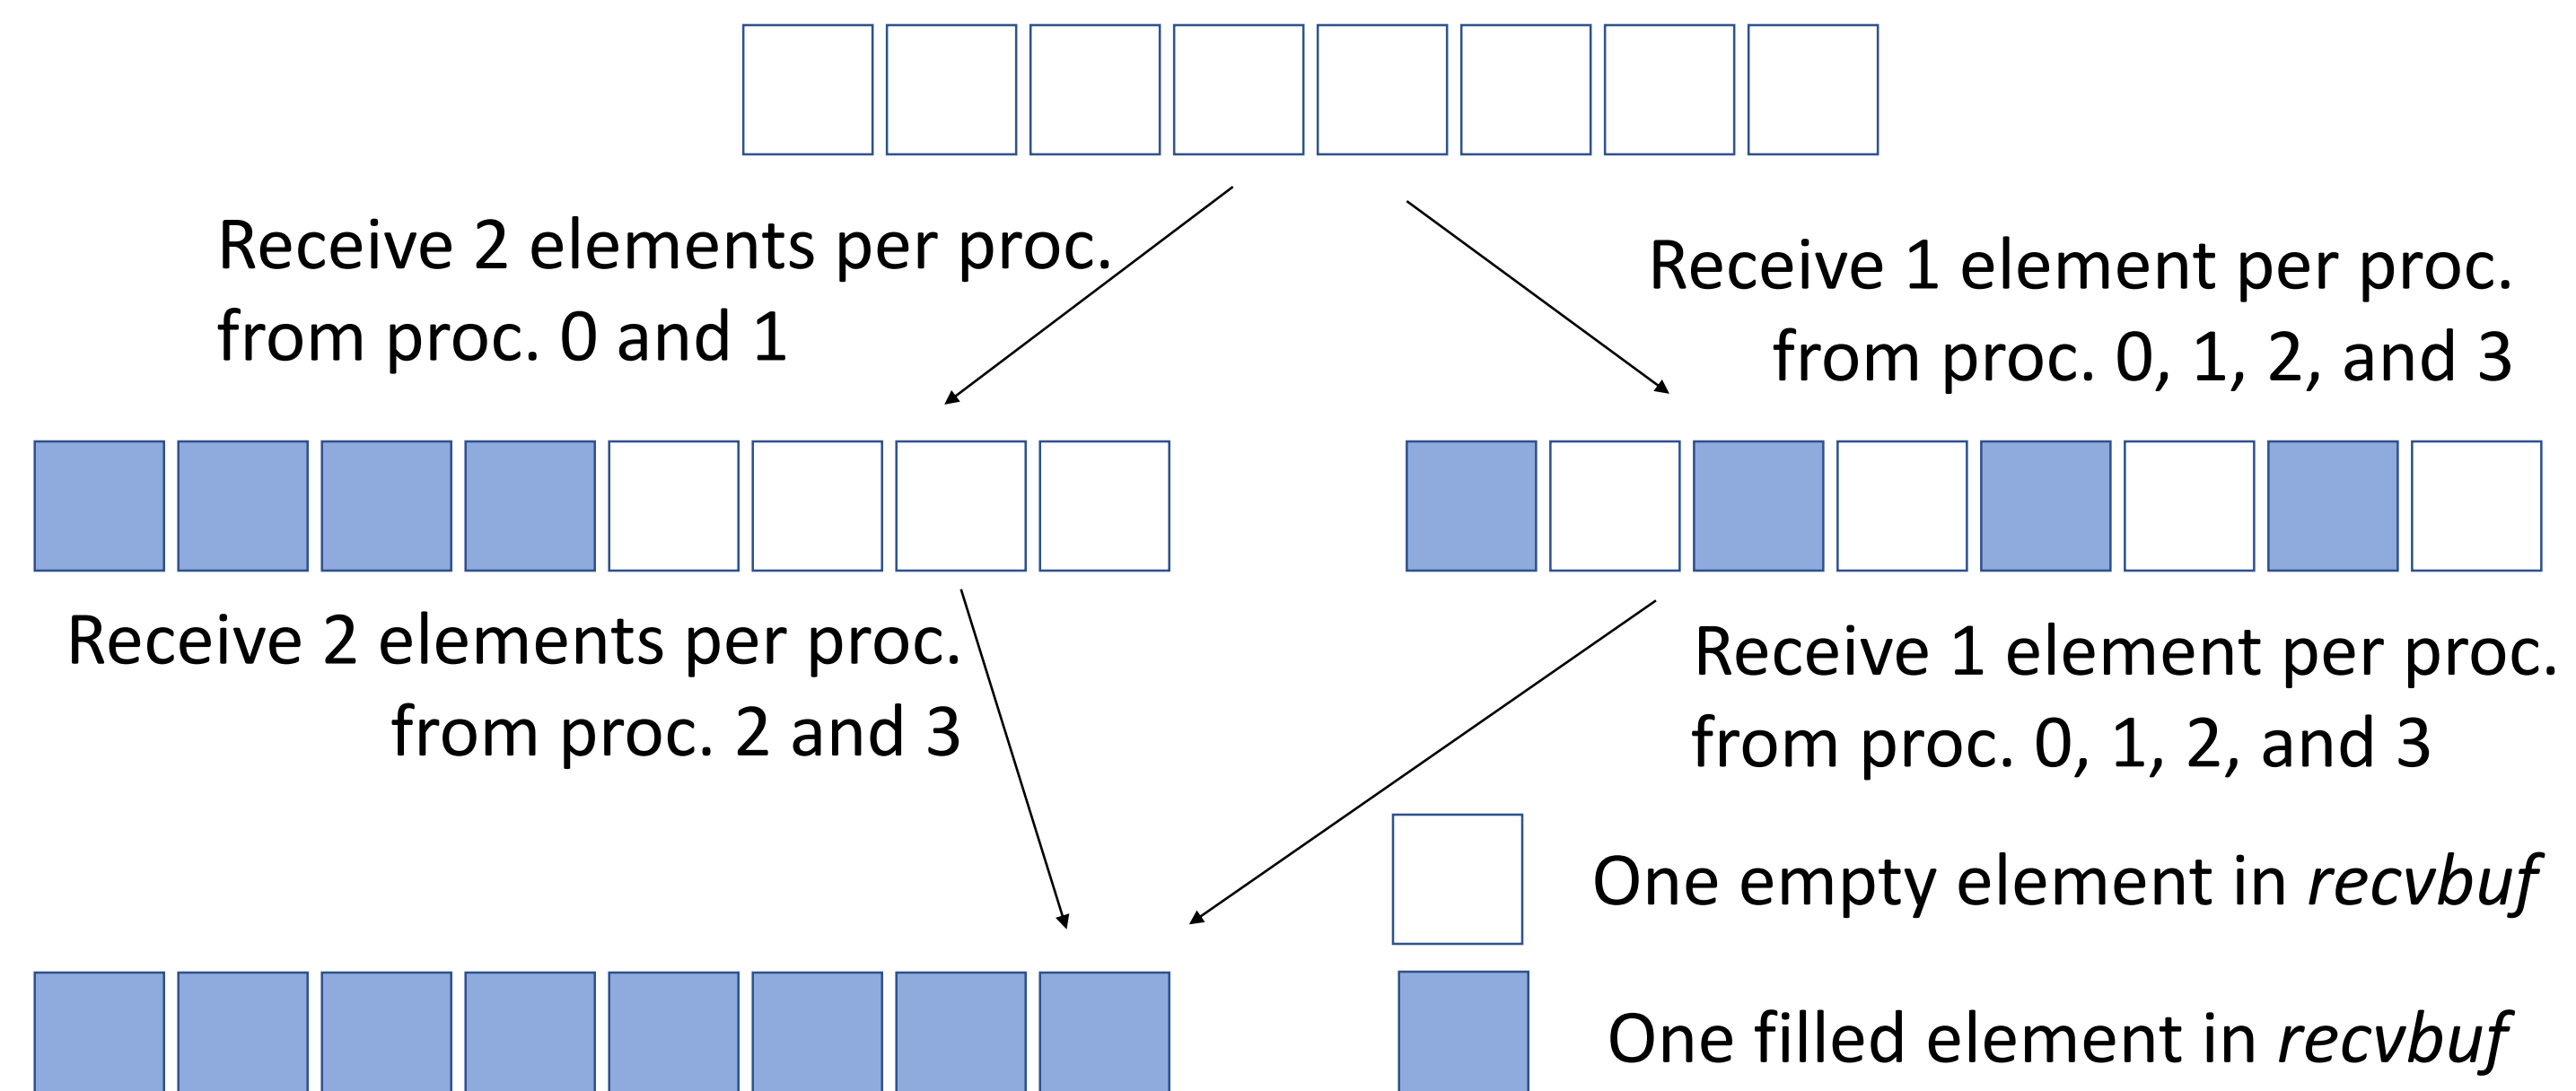 Receive 2 elements per proc.
from proc. 0 and 1
Receive 1 element per proc.
from proc. 0, 1, 2, and 3
Receive 2 elements per proc.
from proc. 2 and 3
Receive 1 element per proc.
from proc. 0, 1, 2, and 3
One empty element in recvbuf
One filled element in recvbuf